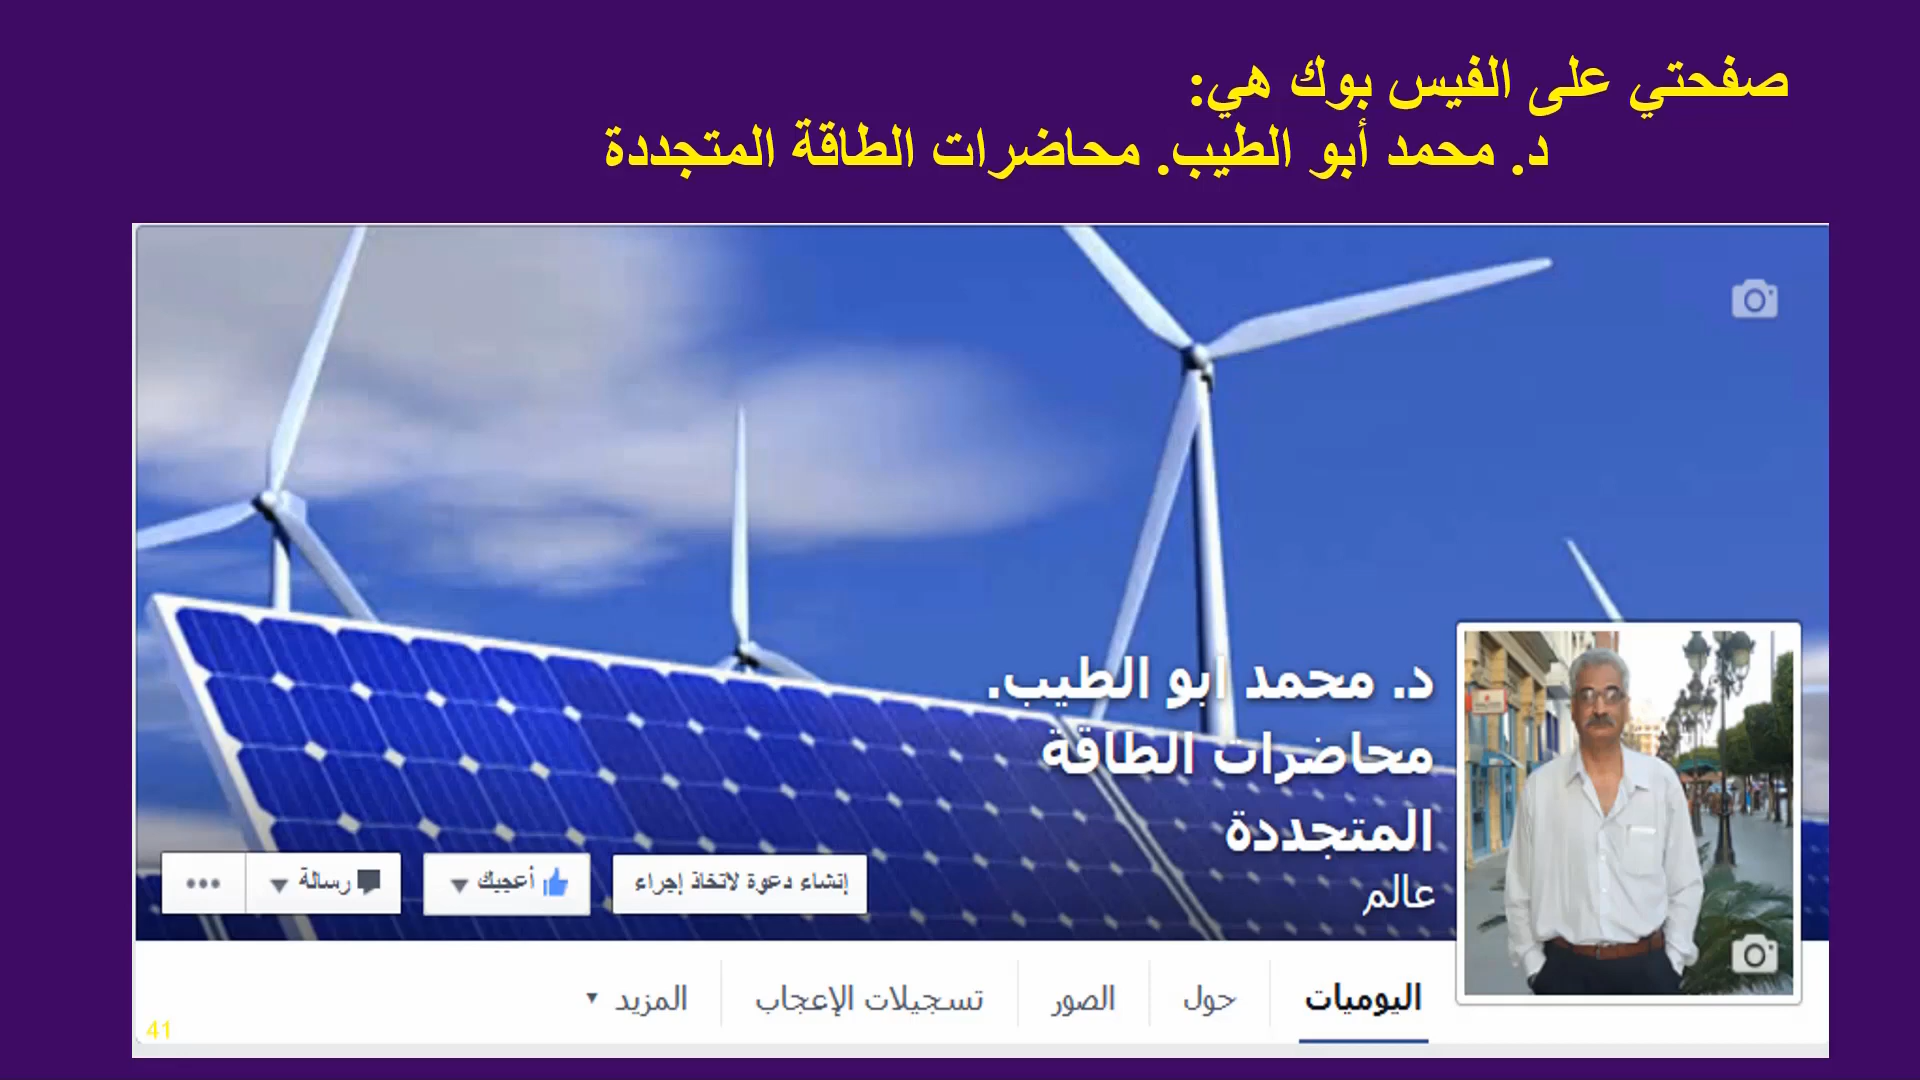 صفحتي على الفيس بوك هي:
د. محمد أبو الطيب. محاضرات الطاقة المتجددة
د. محمد ابو الطيب.
محاضرات الطاقة
المتجددة
عالم
إنشاء دعوة لاتخاذ إجراء
أعجبك
رسالة
اليوميات
حول
الصور
تسجيلات الإعجاب
المزيد
41